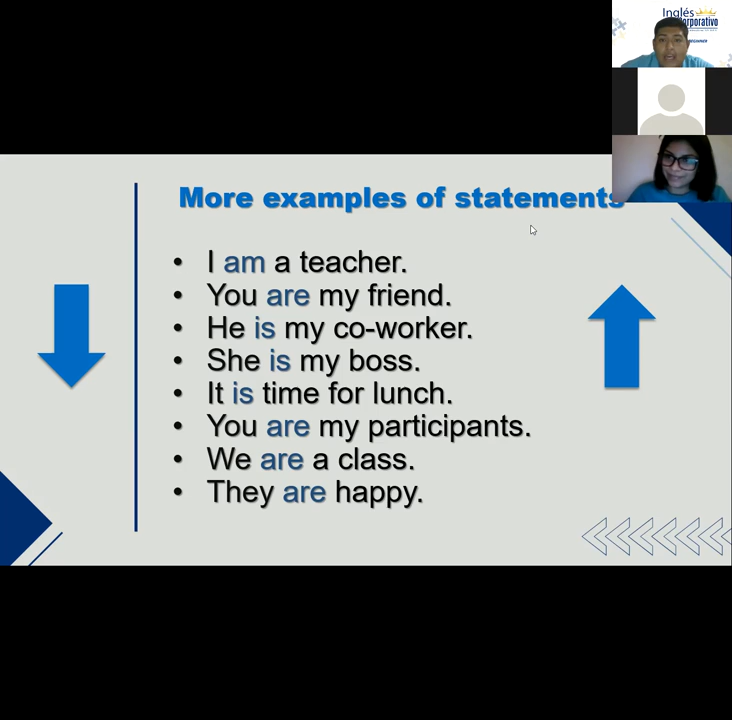 Inglés
orporativo
More examples of statements
• I am a teacher.
• You are my friend.
• He is my co-worker.
• She is my boss.
• It is time for lunch.
• You are my participants.
• We are a class.
• They are happy.